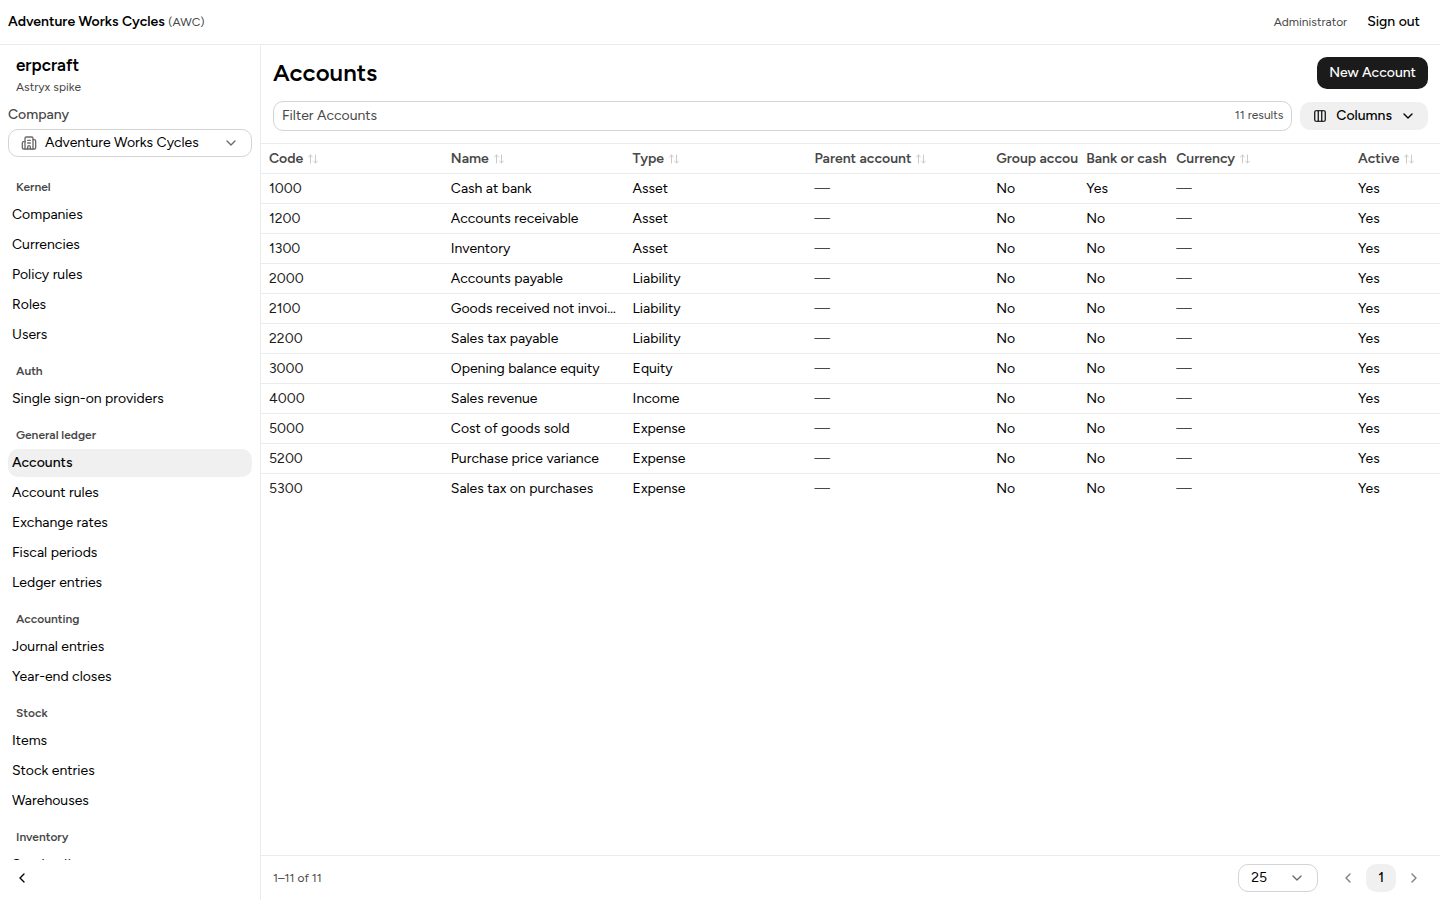 Adventure Works Cycles (AWC) Administrator Sign out
erpcraft
Astryx spike
Company
Adventure Works Cycles
Kernel
Companies
Currencies
Policy rules
Roles
Users
Auth
Single sign-on providers
General ledger
Accounts
Account rules
Exchange rates
Fiscal periods
Ledger entries
Accounting
Journal entries
Year-end closes
Stock
Items
Stock entries
Warehouses
Inventory
Accounts New Account
Filter Accounts 11 results Columns
Code Name Type Parent account Group accou Bank or cash Currency Active
1000 Cash at bank Asset — No Yes — Yes
1200 Accounts receivable Asset — No No — Yes
1300 Inventory Asset — No No — Yes
2000 Accounts payable Liability — No No — Yes
2100 Goods received not invoi... Liability — No No — Yes
2200 Sales tax payable Liability — No No — Yes
3000 Opening balance equity Equity — No No — Yes
4000 Sales revenue Income — No No — Yes
5000 Cost of goods sold Expense — No No — Yes
5200 Purchase price variance Expense — No No — Yes
5300 Sales tax on purchases Expense — No No — Yes
1–11 of 11 25 1